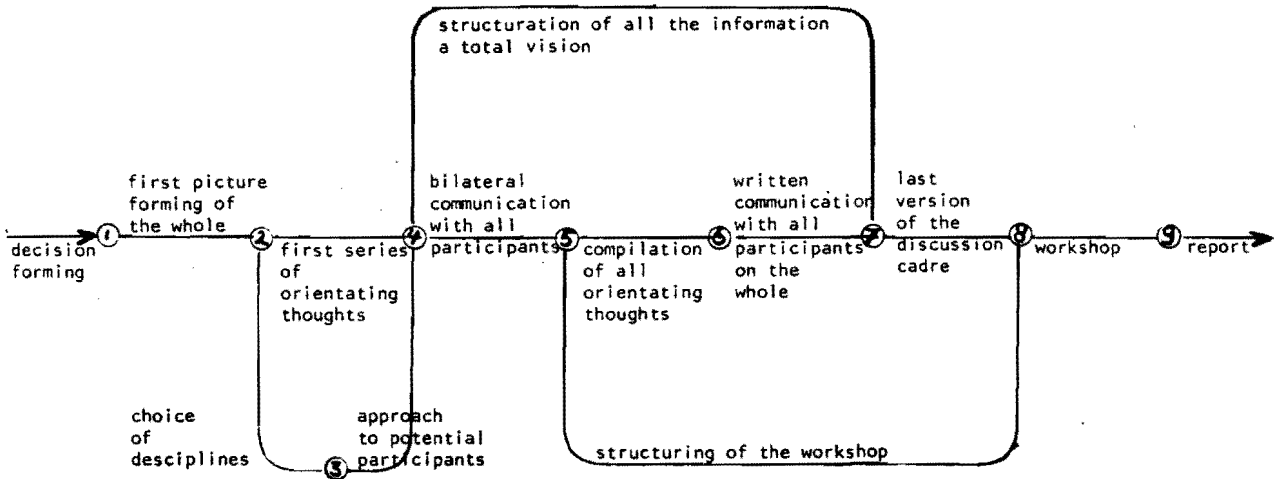 structuration of all the information
a total vision
decision
forming
1
first picture
forming of
the whole
2
first series
of
orientating
thoughts
choice
of
desciplines
3
approach
to potential
participants
4
bilateral
communication
with all
participants
5
compilation
of all
orientating
thoughts
6
written
communication
with all
participants
on the
whole
7
last
version
of the
discussion
cadre
8
workshop
9
report
structuring of the workshop